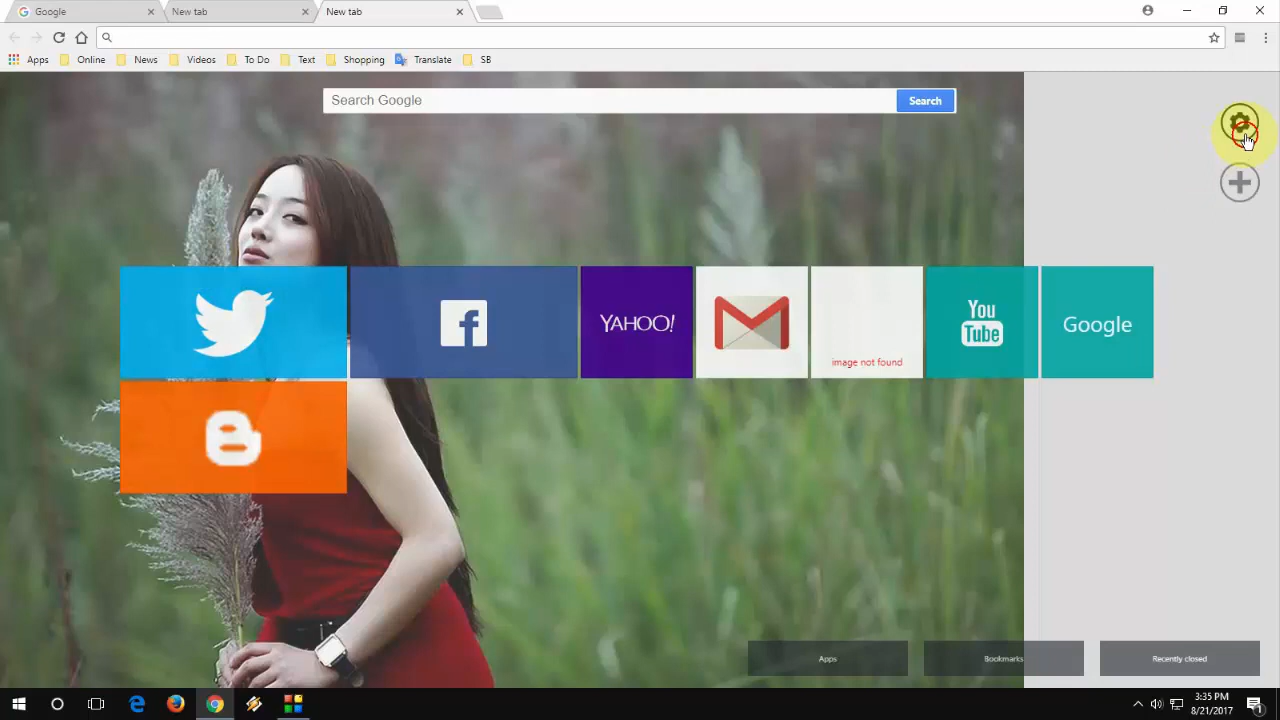 Google
New tab
New tab
Apps
Online
News
Videos
To Do
Text
Shopping
Translate
SB
Search Google
Search
YAHOO!
image not found
You
Tube
Google
Apps
Bookmarks
Recently closed
3:35 PM
8/21/2017
1